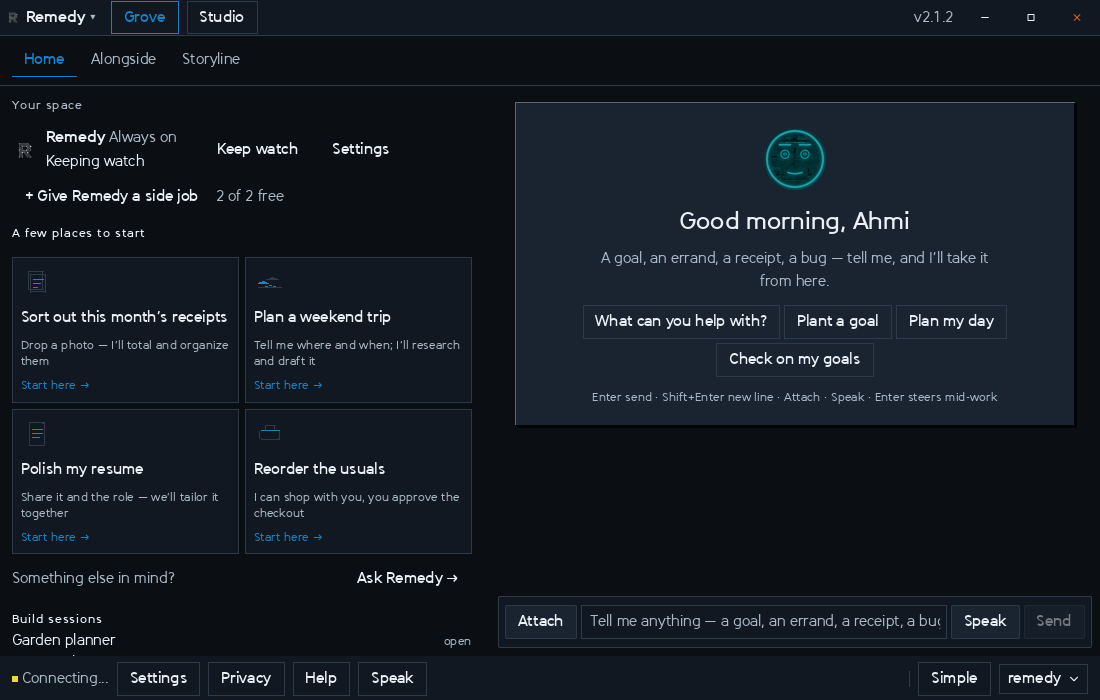 Remedy ▾ Grove Studio v2.1.2
Home Alongside Storyline
Your space
Remedy Always on
Keeping watch
Keep watch Settings
+ Give Remedy a side job 2 of 2 free
A few places to start
Sort out this month's receipts
Drop a photo — I'll total and organize
them
Start here →
Plan a weekend trip
Tell me where and when; I'll research
and draft it
Start here →
Polish my resume
Share it and the role — we'll tailor it
together
Start here →
Reorder the usuals
I can shop with you, you approve the
checkout
Start here →
Something else in mind? Ask Remedy →
Build sessions
Garden planner open
Good morning, Ahmi
A goal, an errand, a receipt, a bug — tell me, and I'll take it
from here.
What can you help with? Plant a goal Plan my day
Check on my goals
Enter send · Shift+Enter new line · Attach · Speak · Enter steers mid-work
Attach Tell me anything — a goal, an errand, a receipt, a bug Speak Send
Connecting... Settings Privacy Help Speak Simple remedy